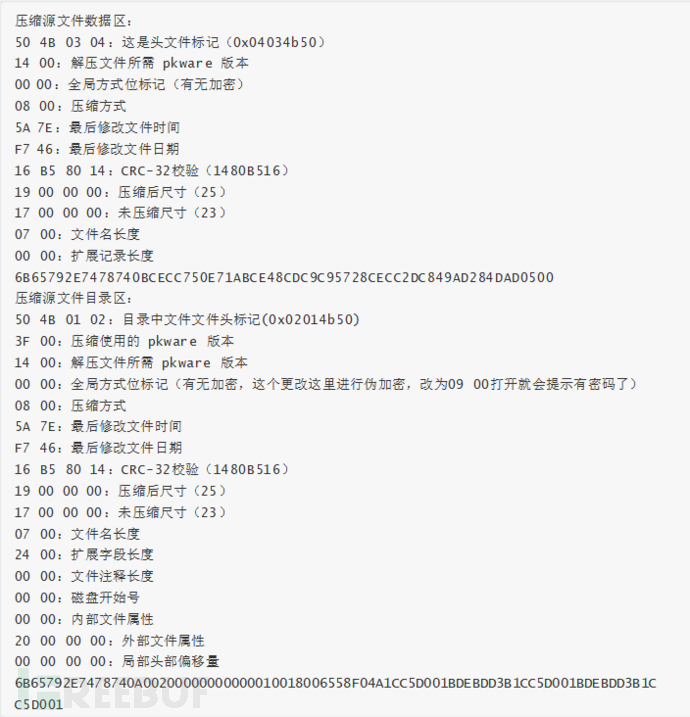 压缩源文件数据区：
50 4B 03 04：这是头文件标记（0x04034b50）
14 00：解压文件所需 pkware 版本
00 00：全局方式位标记（有无加密）
08 00：压缩方式
5A 7E：最后修改文件时间
F7 46：最后修改文件日期
16 B5 80 14：CRC-32校验（1480B516）
19 00 00 00：压缩后尺寸（25）
17 00 00 00：未压缩尺寸（23）
07 00：文件名长度
00 00：扩展记录长度
6B65792E7478740BCECC750E71ABCE48CDC9C95728CECC2DC849AD284DAD0500
压缩源文件目录区：
50 4B 01 02：目录中文件文件头标记(0x02014b50)
3F 00：压缩使用的 pkware 版本
14 00：解压文件所需 pkware 版本
00 00：全局方式位标记（有无加密，这个更改这里进行伪加密，改为09 00打开就会提示有密码了）
08 00：压缩方式
5A 7E：最后修改文件时间
F7 46：最后修改文件日期
16 B5 80 14：CRC-32校验（1480B516）
19 00 00 00：压缩后尺寸（25）
17 00 00 00：未压缩尺寸（23）
07 00：文件名长度
24 00：扩展字段长度
00 00：文件注释长度
00 00：磁盘开始号
00 00：内部文件属性
20 00 00 00：外部文件属性
00 00 00 00：局部头部偏移量
6B65792E7478740A00200000000000010018006558F04A1CC5D001BDEBDD3B1CC5D001BDEBDD3B1C
C5D001
FREEBUF